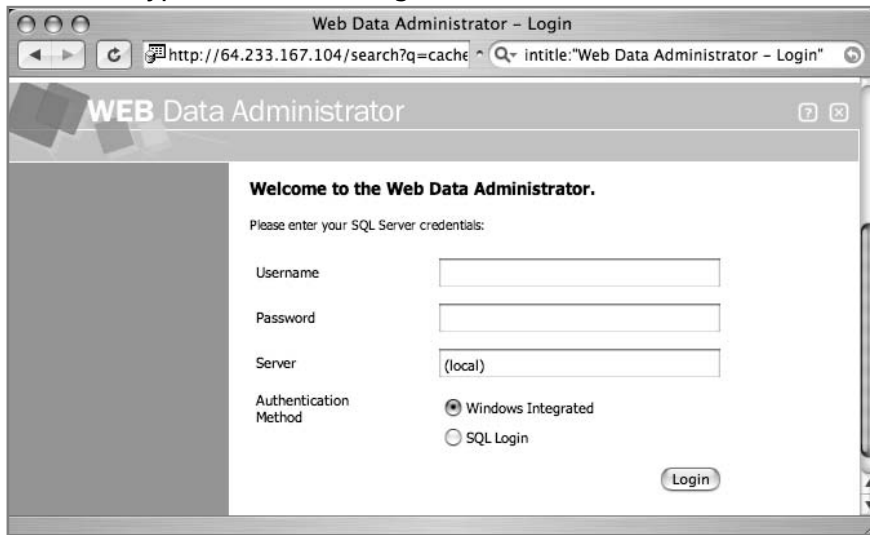 Web Data Administrator – Login
http://64.233.167.104/search?q=cache
intitle:"Web Data Administrator – Login"
WEB Data Administrator
Welcome to the Web Data Administrator.
Please enter your SQL Server credentials:
Username
Password
Server
(local)
Authentication
Method
Windows Integrated
SQL Login
Login